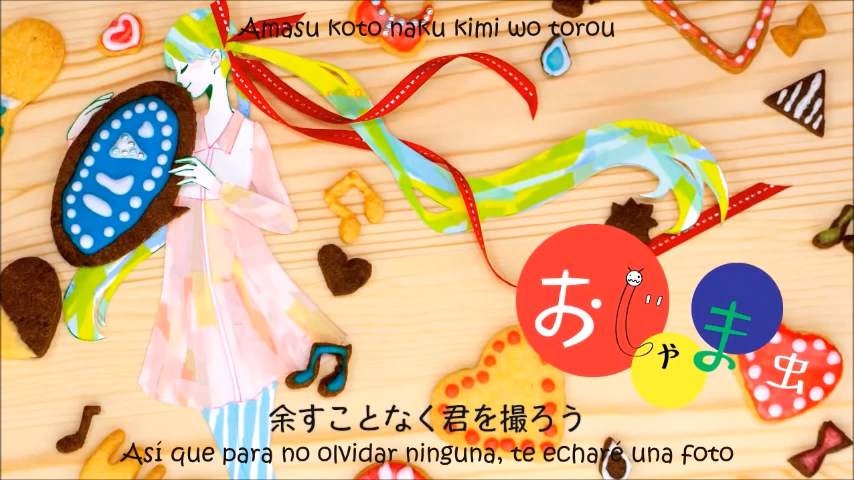 Amasu koto naku kimi wo torou
おじゃま虫
余すことなく君を撮ろう
Así que para no olvidar ninguna, te echaré una foto